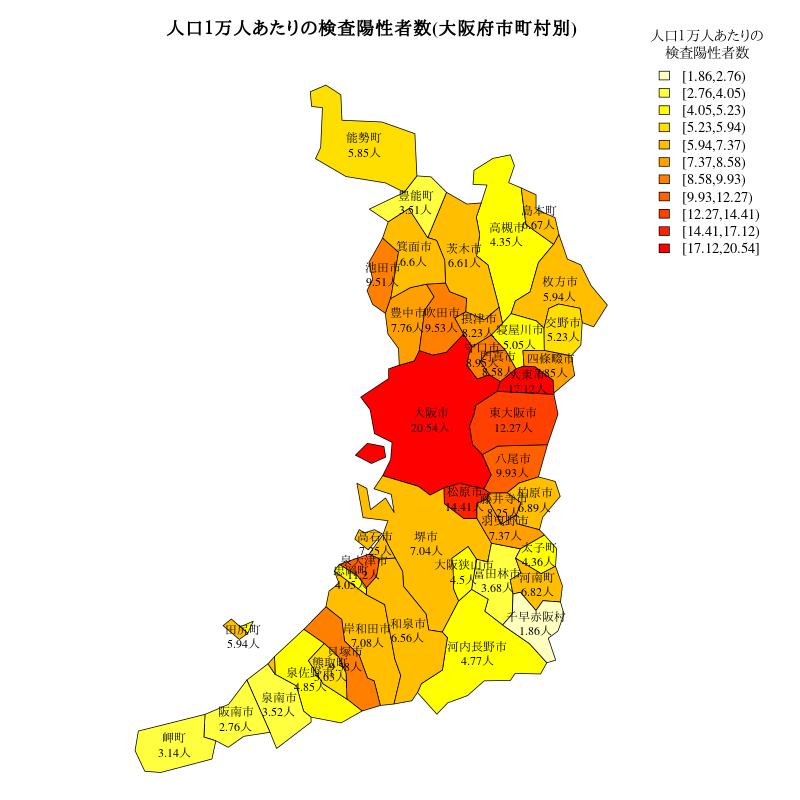 人口1万人あたりの検査陽性者数(大阪府市町村別)
人口1万人あたりの
検査陽性者数
[1.86,2.76)
[2.76,4.05)
[4.05,5.23)
[5.23,5.94)
[5.94,7.37)
[7.37,8.58)
[8.58,9.93)
[9.93,12.27)
[12.27,14.41)
[14.41,17.12)
[17.12,20.54]
能勢町
5.85人
豊能町
3.51人
島本町
6.67人
高槻市
4.35人
箕面市
6.6人
茨木市
6.61人
池田市
9.51人
枚方市
5.94人
豊中市
7.76人
吹田市
9.53人
摂津市
8.23人
寝屋川市
5.05人
交野市
5.23人
守口市
8.95人
門真市
8.58人
四條畷市
大東市
17.12人
大阪市
20.54人
東大阪市
12.27人
八尾市
9.93人
松原市
14.41人
藤井寺市
8.25人
柏原市
6.89人
羽曳野市
7.37人
高石市
7.25人
堺市
7.04人
太子町
4.36人
泉大津市
忠岡町
4.05人
大阪狭山市
4.5人
富田林市
3.68人
河南町
6.82人
千早赤阪村
1.86人
田尻町
5.94人
岸和田市
7.08人
和泉市
6.56人
河内長野市
4.77人
貝塚市
熊取町
泉佐野市
4.85人
泉南市
3.52人
阪南市
2.76人
岬町
3.14人